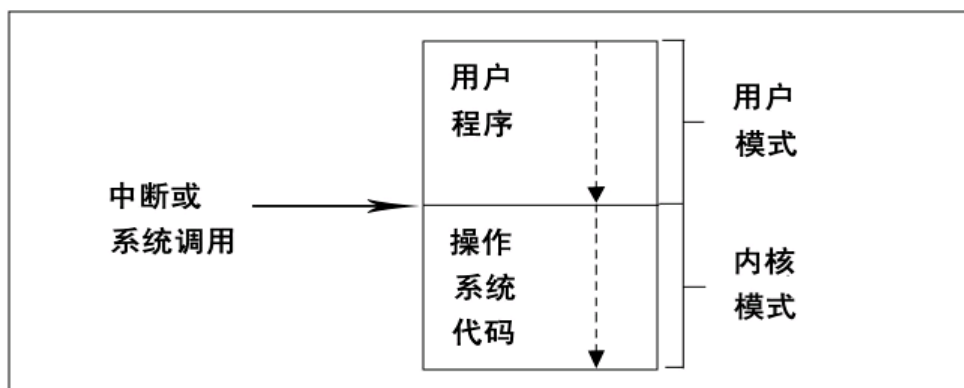 用户
程序
用户
模式
中断或
系统调用
操作
系统
代码
内核
模式